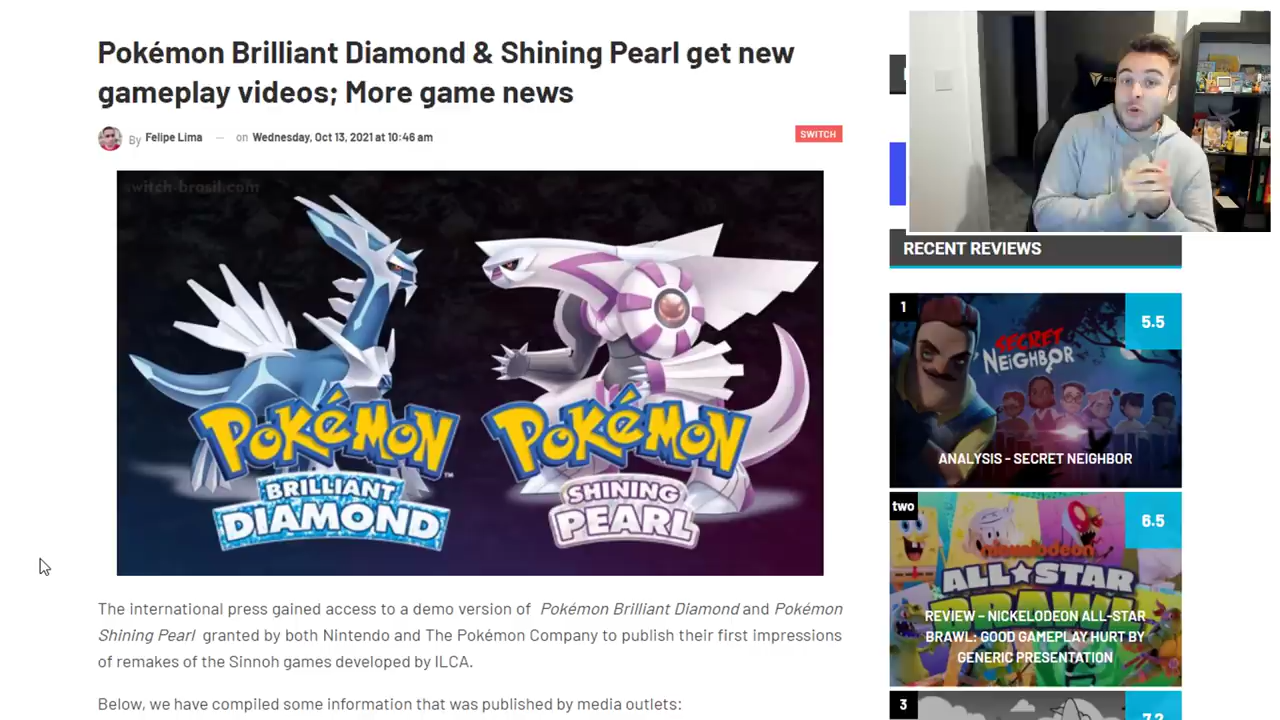 Pokémon Brilliant Diamond & Shining Pearl get new
gameplay videos; More game news
By Felipe Lima — on Wednesday, Oct 13, 2021 at 10:46 am
SWITCH
switch-brasil.com
POKéMON
BRILLIANT
DIAMOND
POKéMON
SHINING
PEARL
The international press gained access to a demo version of Pokémon Brilliant Diamond and Pokémon
Shining Pearl granted by both Nintendo and The Pokémon Company to publish their first impressions
of remakes of the Sinnoh games developed by ILCA.
Below, we have compiled some information that was published by media outlets:
RECENT REVIEWS
1
5.5
SECRET
NEiGHBOR
ANALYSIS - SECRET NEIGHBOR
two
6.5
nickelodeon
ALL★STAR
BRAWL
REVIEW – NICKELODEON ALL-STAR
BRAWL: GOOD GAMEPLAY HURT BY
GENERIC PRESENTATION
3
7.2